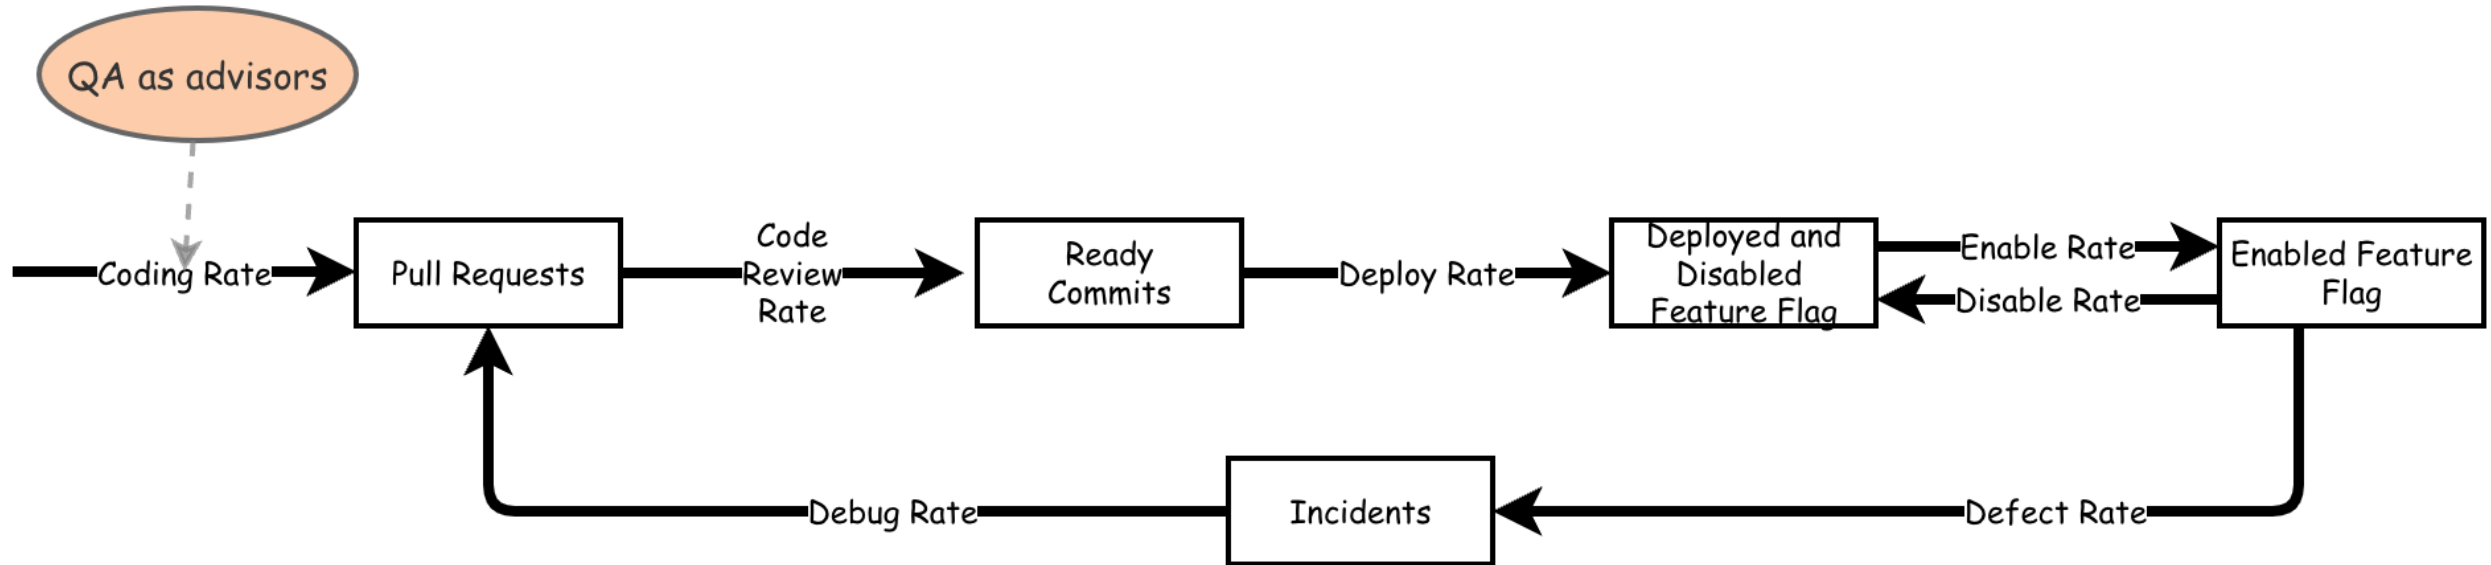 QA as advisors
Coding Rate
Pull Requests
Code
Review
Rate
Ready
Commits
Deploy Rate
Deployed and
Disabled
Feature Flag
Enable Rate
Disable Rate
Enabled Feature
Flag
Debug Rate
Incidents
Defect Rate